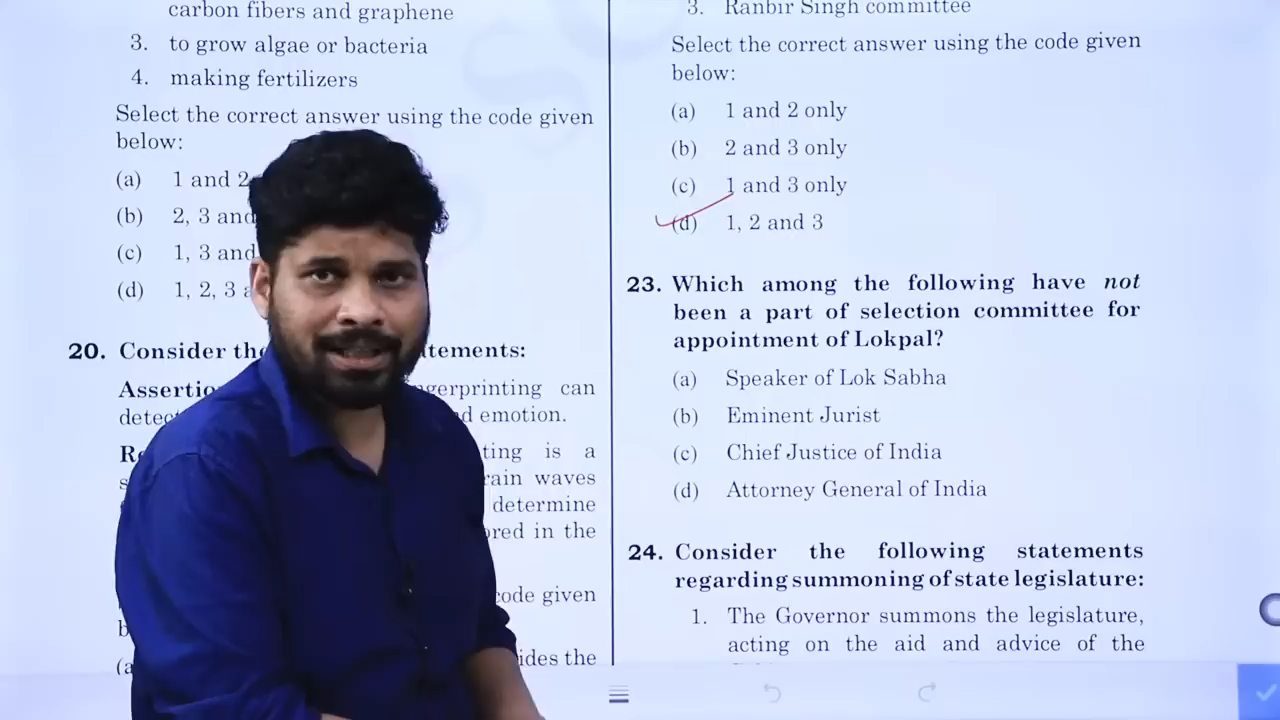 carbon fibers and graphene
3. to grow algae or bacteria
4. making fertilizers
Select the correct answer using the code given
below:
(a) 1 and 2
(b) 2, 3 and
(c) 1, 3 and
(d) 1, 2, 3
20. Consider the tements:
Assertio gerprinting can
detec d emotion.
ting is a
rain waves
determine
red in the
code given
(a ides the
3. Ranbir Singh committee
Select the correct answer using the code given
below:
(a) 1 and 2 only
(b) 2 and 3 only
(c) 1 and 3 only
(d) 1, 2 and 3
23. Which among the following have not
been a part of selection committee for
appointment of Lokpal?
(a) Speaker of Lok Sabha
(b) Eminent Jurist
(c) Chief Justice of India
(d) Attorney General of India
24. Consider the following statements
regarding summoning of state legislature:
1. The Governor summons the legislature,
acting on the aid and advice of the